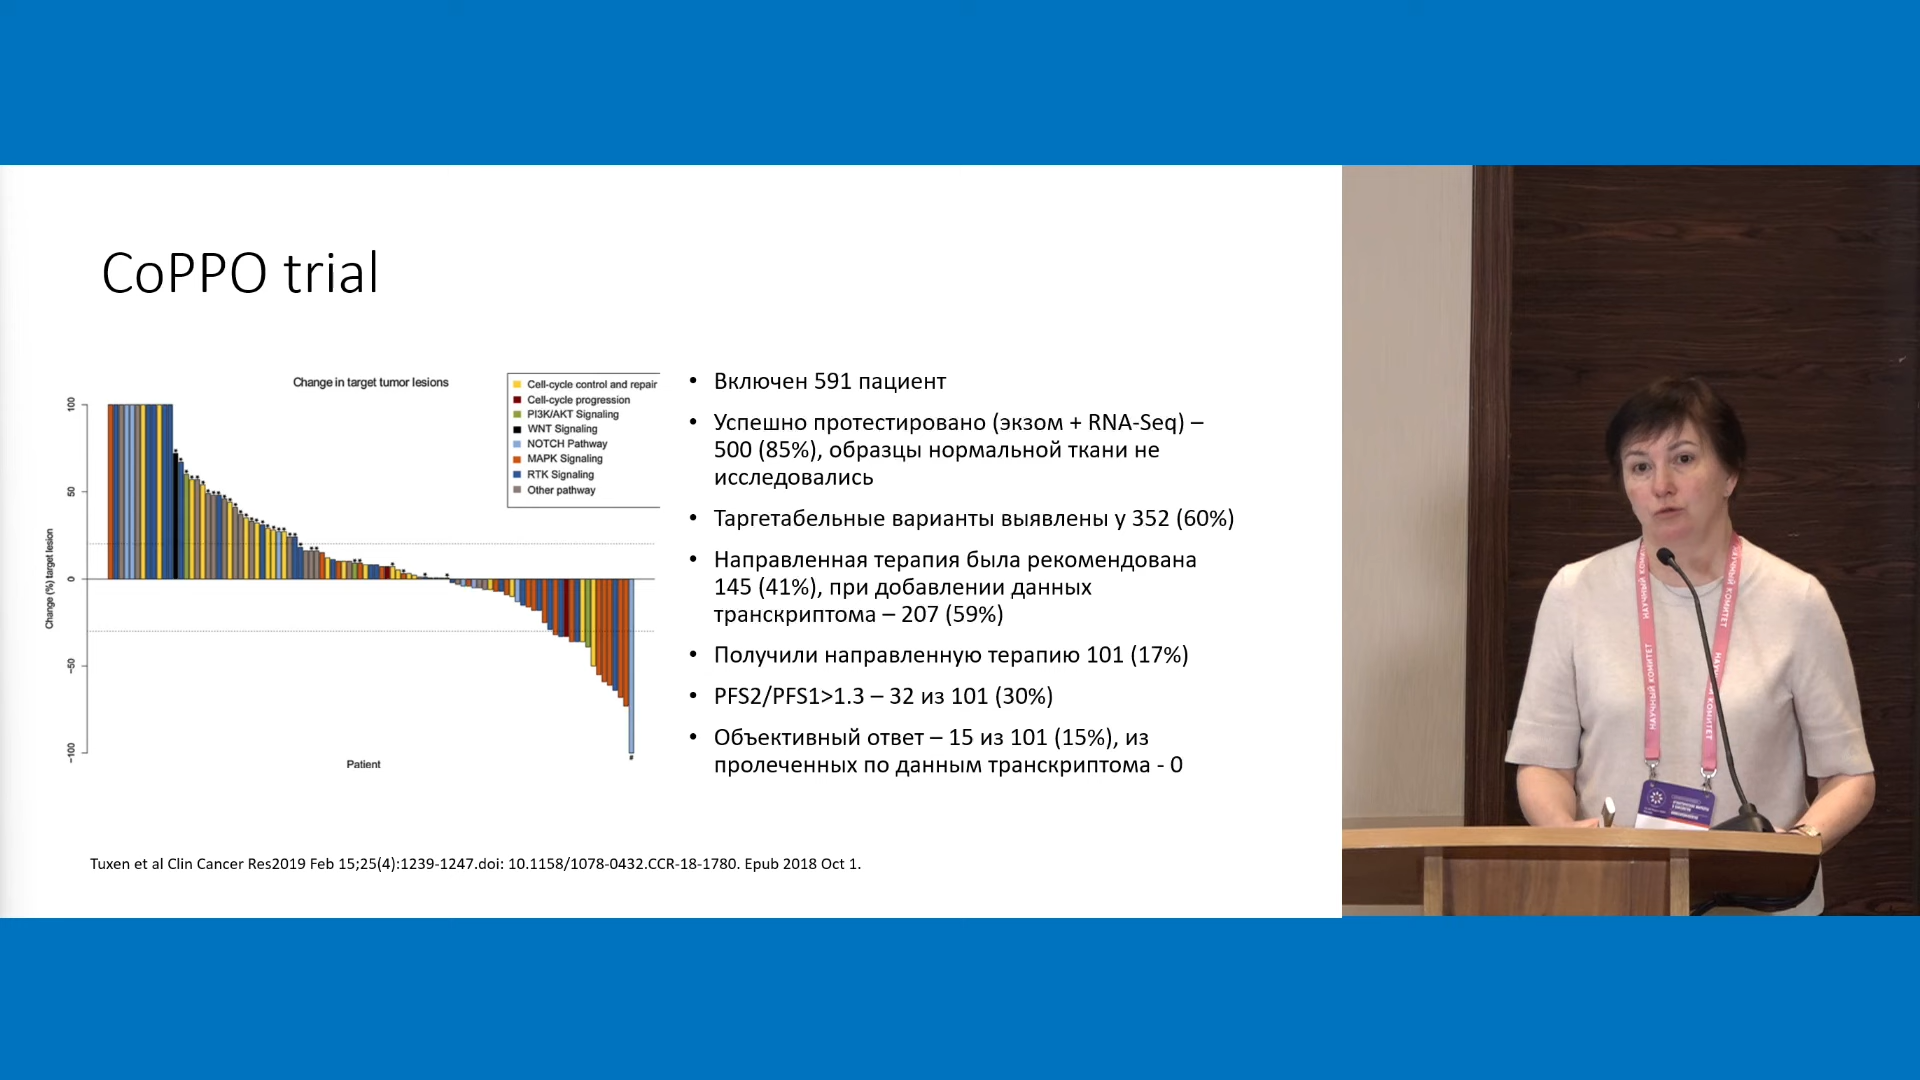 CoPPO trial
Change in target tumor lesions
Cell-cycle control and repair
Cell-cycle progression
PI3K/AKT Signaling
WNT Signaling
NOTCH Pathway
MAPK Signaling
RTK Signaling
Other pathway
Change (%) target lesion
100
50
0
-50
-100
Patient
#
• Включен 591 пациент
• Успешно протестировано (экзом + RNA-Seq) –
500 (85%), образцы нормальной ткани не
исследовались
• Таргетабельные варианты выявлены у 352 (60%)
• Направленная терапия была рекомендована
145 (41%), при добавлении данных
транскриптома – 207 (59%)
• Получили направленную терапию 101 (17%)
• PFS2/PFS1>1.3 – 32 из 101 (30%)
• Объективный ответ – 15 из 101 (15%), из
пролеченных по данным транскриптома - 0
Tuxen et al Clin Cancer Res2019 Feb 15;25(4):1239-1247.doi: 10.1158/1078-0432.CCR-18-1780. Epub 2018 Oct 1.
НАУЧНЫЙ КОМИТЕТ
НАУЧНЫЙ КОМИТЕТ